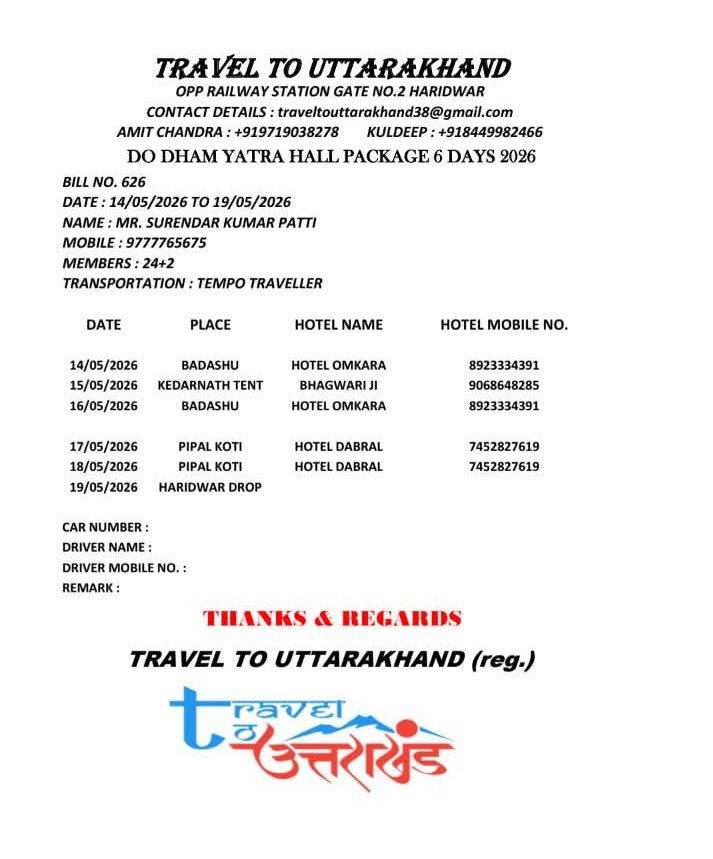 TRAVEL TO UTTARAKHAND
OPP RAILWAY STATION GATE NO.2 HARIDWAR
CONTACT DETAILS : traveltouttarakhand38@gmail.com
AMIT CHANDRA : +919719038278 KULDEEP : +918449982466
DO DHAM YATRA HALL PACKAGE 6 DAYS 2026
BILL NO. 626
DATE : 14/05/2026 TO 19/05/2026
NAME : MR. SURENDAR KUMAR PATTI
MOBILE : 9777765675
MEMBERS : 24+2
TRANSPORTATION : TEMPO TRAVELLER
DATE PLACE HOTEL NAME HOTEL MOBILE NO.
14/05/2026 BADASHU HOTEL OMKARA 8923334391
15/05/2026 KEDARNATH TENT BHAGWARI JI 9068648285
16/05/2026 BADASHU HOTEL OMKARA 8923334391
17/05/2026 PIPAL KOTI HOTEL DABRAL 7452827619
18/05/2026 PIPAL KOTI HOTEL DABRAL 7452827619
19/05/2026 HARIDWAR DROP
CAR NUMBER :
DRIVER NAME :
DRIVER MOBILE NO. :
REMARK :
THANKS & REGARDS
TRAVEL TO UTTARAKHAND (reg.)
travel
to
उत्तराखंड